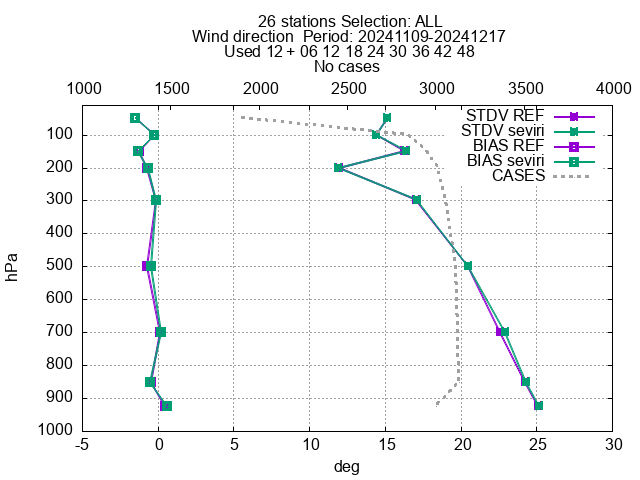 26 stations Selection: ALL
Wind direction  Period: 20241109-20241217
Used 12 + 06 12 18 24 30 36 42 48
No cases
1000 1500 2000 2500 3000 3500 4000
STDV REF
STDV seviri
BIAS REF
BIAS seviri
CASES
hPa
100
200
300
400
500
600
700
800
900
1000
-5 0 5 10 15 20 25 30
deg